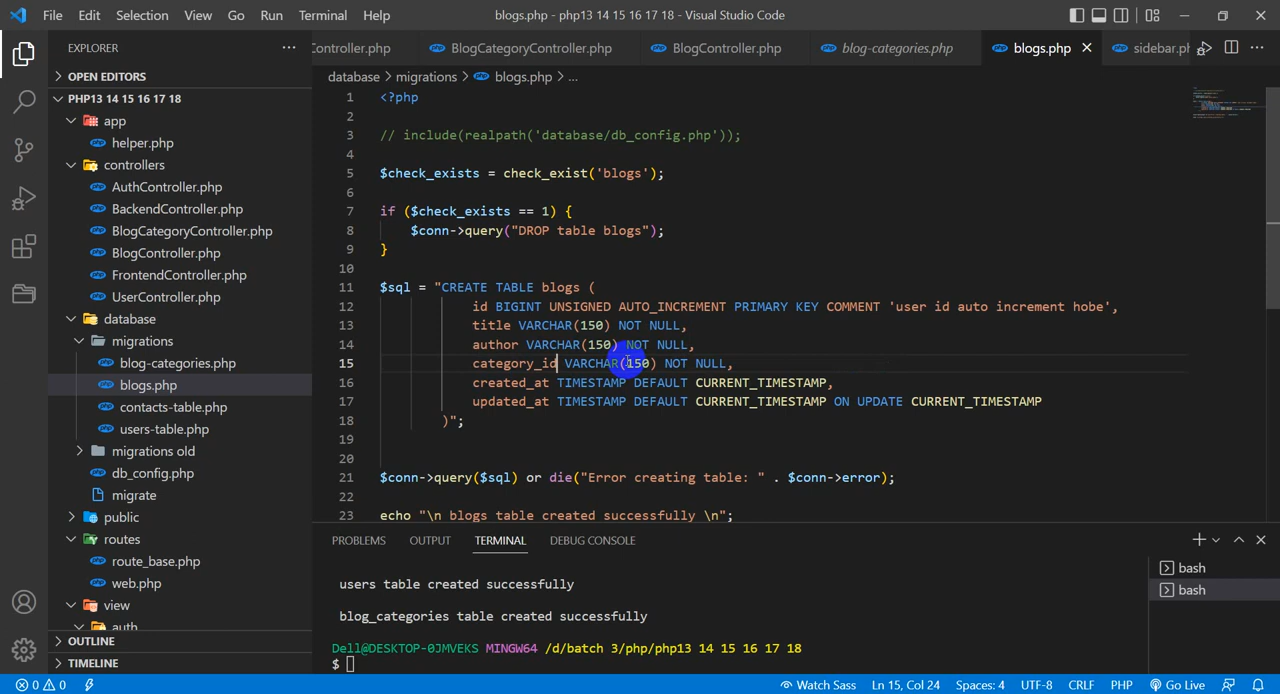 File Edit Selection View Go Run Terminal Help
blogs.php - php13 14 15 16 17 18 - Visual Studio Code
EXPLORER
OPEN EDITORS
PHP13 14 15 16 17 18
app
helper.php
controllers
AuthController.php
BackendController.php
BlogCategoryController.php
BlogController.php
FrontendController.php
UserController.php
database
migrations
blog-categories.php
blogs.php
contacts-table.php
users-table.php
migrations old
db_config.php
migrate
public
routes
route_base.php
web.php
view
auth
OUTLINE
TIMELINE
Controller.php BlogCategoryController.php BlogController.php blog-categories.php blogs.php sidebar.ph
database > migrations > blogs.php > ...
1 <?php
2
3 // include(realpath('database/db_config.php'));
4
5 $check_exists = check_exist('blogs');
6
7 if ($check_exists == 1) {
8 $conn->query("DROP table blogs");
9 }
10
11 $sql = "CREATE TABLE blogs (
12 id BIGINT UNSIGNED AUTO_INCREMENT PRIMARY KEY COMMENT 'user id auto increment hobe',
13 title VARCHAR(150) NOT NULL,
14 author VARCHAR(150) NOT NULL,
15 category_id VARCHAR(150) NOT NULL,
16 created_at TIMESTAMP DEFAULT CURRENT_TIMESTAMP,
17 updated_at TIMESTAMP DEFAULT CURRENT_TIMESTAMP ON UPDATE CURRENT_TIMESTAMP
18 )";
19
20
21 $conn->query($sql) or die("Error creating table: " . $conn->error);
22
23 echo "\n blogs table created successfully \n";
PROBLEMS OUTPUT TERMINAL DEBUG CONSOLE
users table created successfully
blog_categories table created successfully
Dell@DESKTOP-0JMVEKS MINGW64 /d/batch 3/php/php13 14 15 16 17 18
$
bash
bash
0 0 Watch Sass Ln 15, Col 24 Spaces: 4 UTF-8 CRLF PHP Go Live